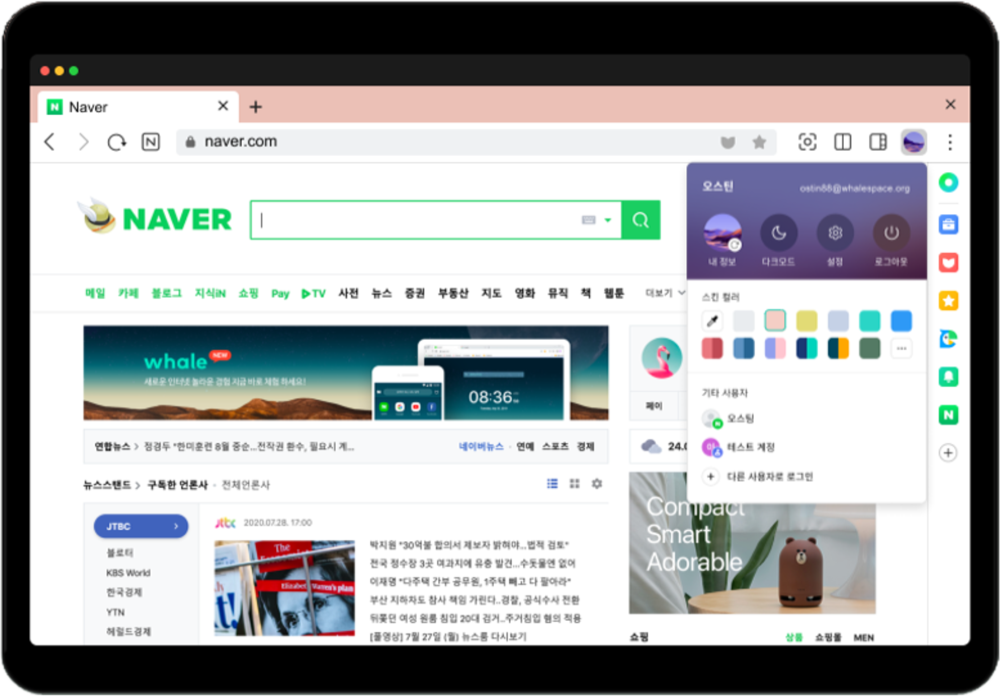 Naver
naver.com
오스틴
ostin88@whalespace.org
내 정보
다크모드
설정
로그아웃
NAVER
메일 카페 블로그 지식iN 쇼핑 Pay ▶TV 사전 뉴스 증권 부동산 지도 영화 뮤직 책 웹툰 더보기
스킨 컬러
whale NEW
세로운 인터넷 놀라운 경험 지금 바로 체험 하세요!
08:36
페이
기타 사용자
오스틴
테스트 계정
다른 사용자로 로그인
연합뉴스 > 정경두 "한미훈련 8월 중순...전작권 환수, 필요시 계...
네이버뉴스 · 연예 스포츠 경제
24.0
뉴스스탠드 > 구독한 언론사 · 전체언론사
JTBC
블로터
KBS World
한국경제
YTN
헤럴드경제
jtbc 2020.07.28. 17:00
The
Elizabeth Warren's plan
박지원 "30억불 합의서 제보자 밝혀야...법적 검토"
전국 정수장 3곳 여과지에 유충 발견...수돗물엔 없어
이재명 "다주택 간부 공무원, 1주택 빼고 다 팔아라"
부산 지하차도 참사 책임 가린다..경찰, 공식수사 전환
뒤쫓던 여성 원룸 침입 20대 검거..주거침입 혐의 적용
[풀영상] 7월 27일 (월) 뉴스룸 다시보기
Compact
Smart
Adorable
쇼핑
상품 쇼핑몰 MEN